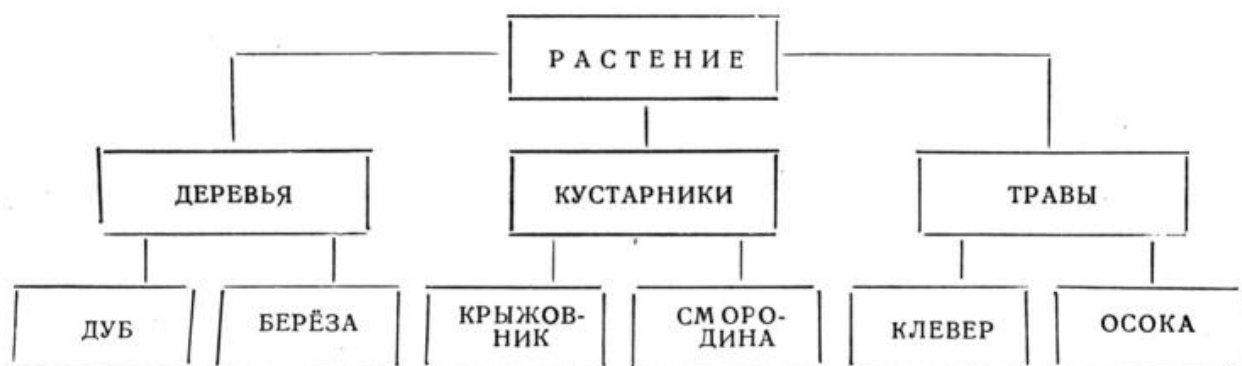 РАСТЕНИЕ
ДЕРЕВЬЯ
КУСТАРНИКИ
ТРАВЫ
ДУБ
БЕРЁЗА
КРЫЖОВ-
НИК
СМОРО-
ДИНА
КЛЕВЕР
ОСОКА